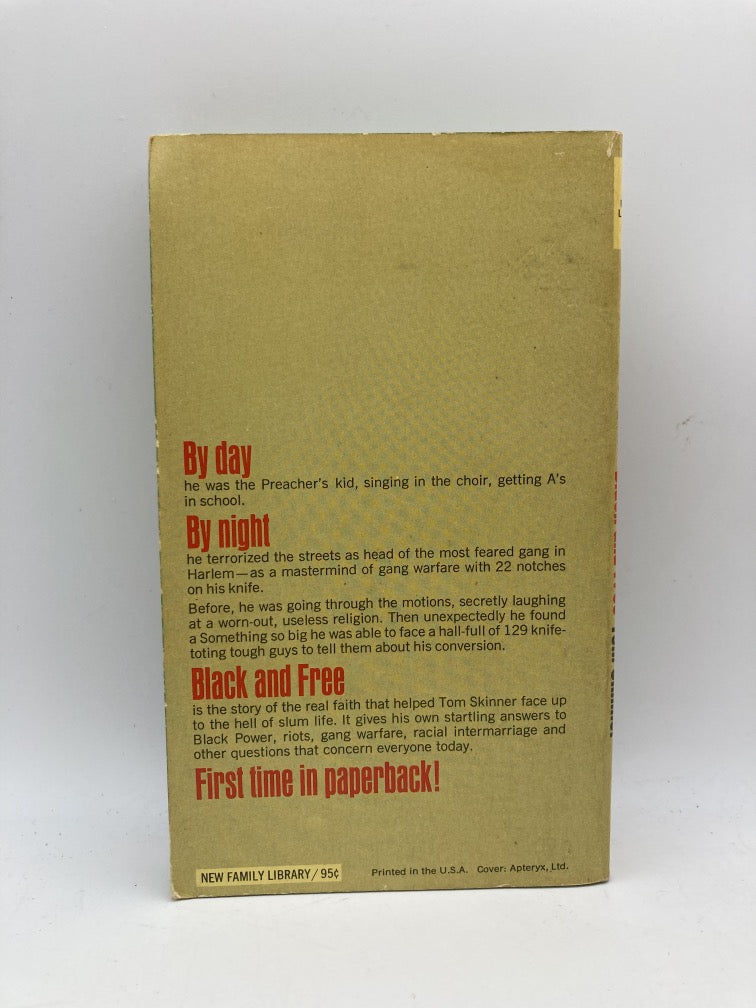 By day
he was the Preacher's kid, singing in the choir, getting A's
in school.
By night
he terrorized the streets as head of the most feared gang in
Harlem—as a mastermind of gang warfare with 22 notches
on his knife.
Before, he was going through the motions, secretly laughing
at a worn-out, useless religion. Then unexpectedly he found
a Something so big he was able to face a hall-full of 129 knife-
toting tough guys to tell them about his conversion.
Black and Free
is the story of the real faith that helped Tom Skinner face up
to the hell of slum life. It gives his own startling answers to
Black Power, riots, gang warfare, racial intermarriage and
other questions that concern everyone today.
First time in paperback!
NEW FAMILY LIBRARY/95¢
Printed in the U.S.A. Cover: Apteryx, Ltd.